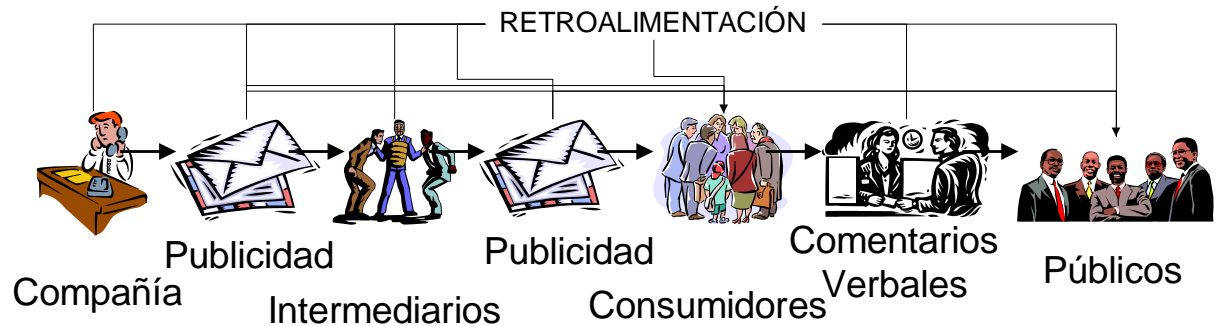 RETROALIMENTACIÓN
Compañía
Publicidad
Intermediarios
Publicidad
Consumidores
Comentarios
Verbales
Públicos